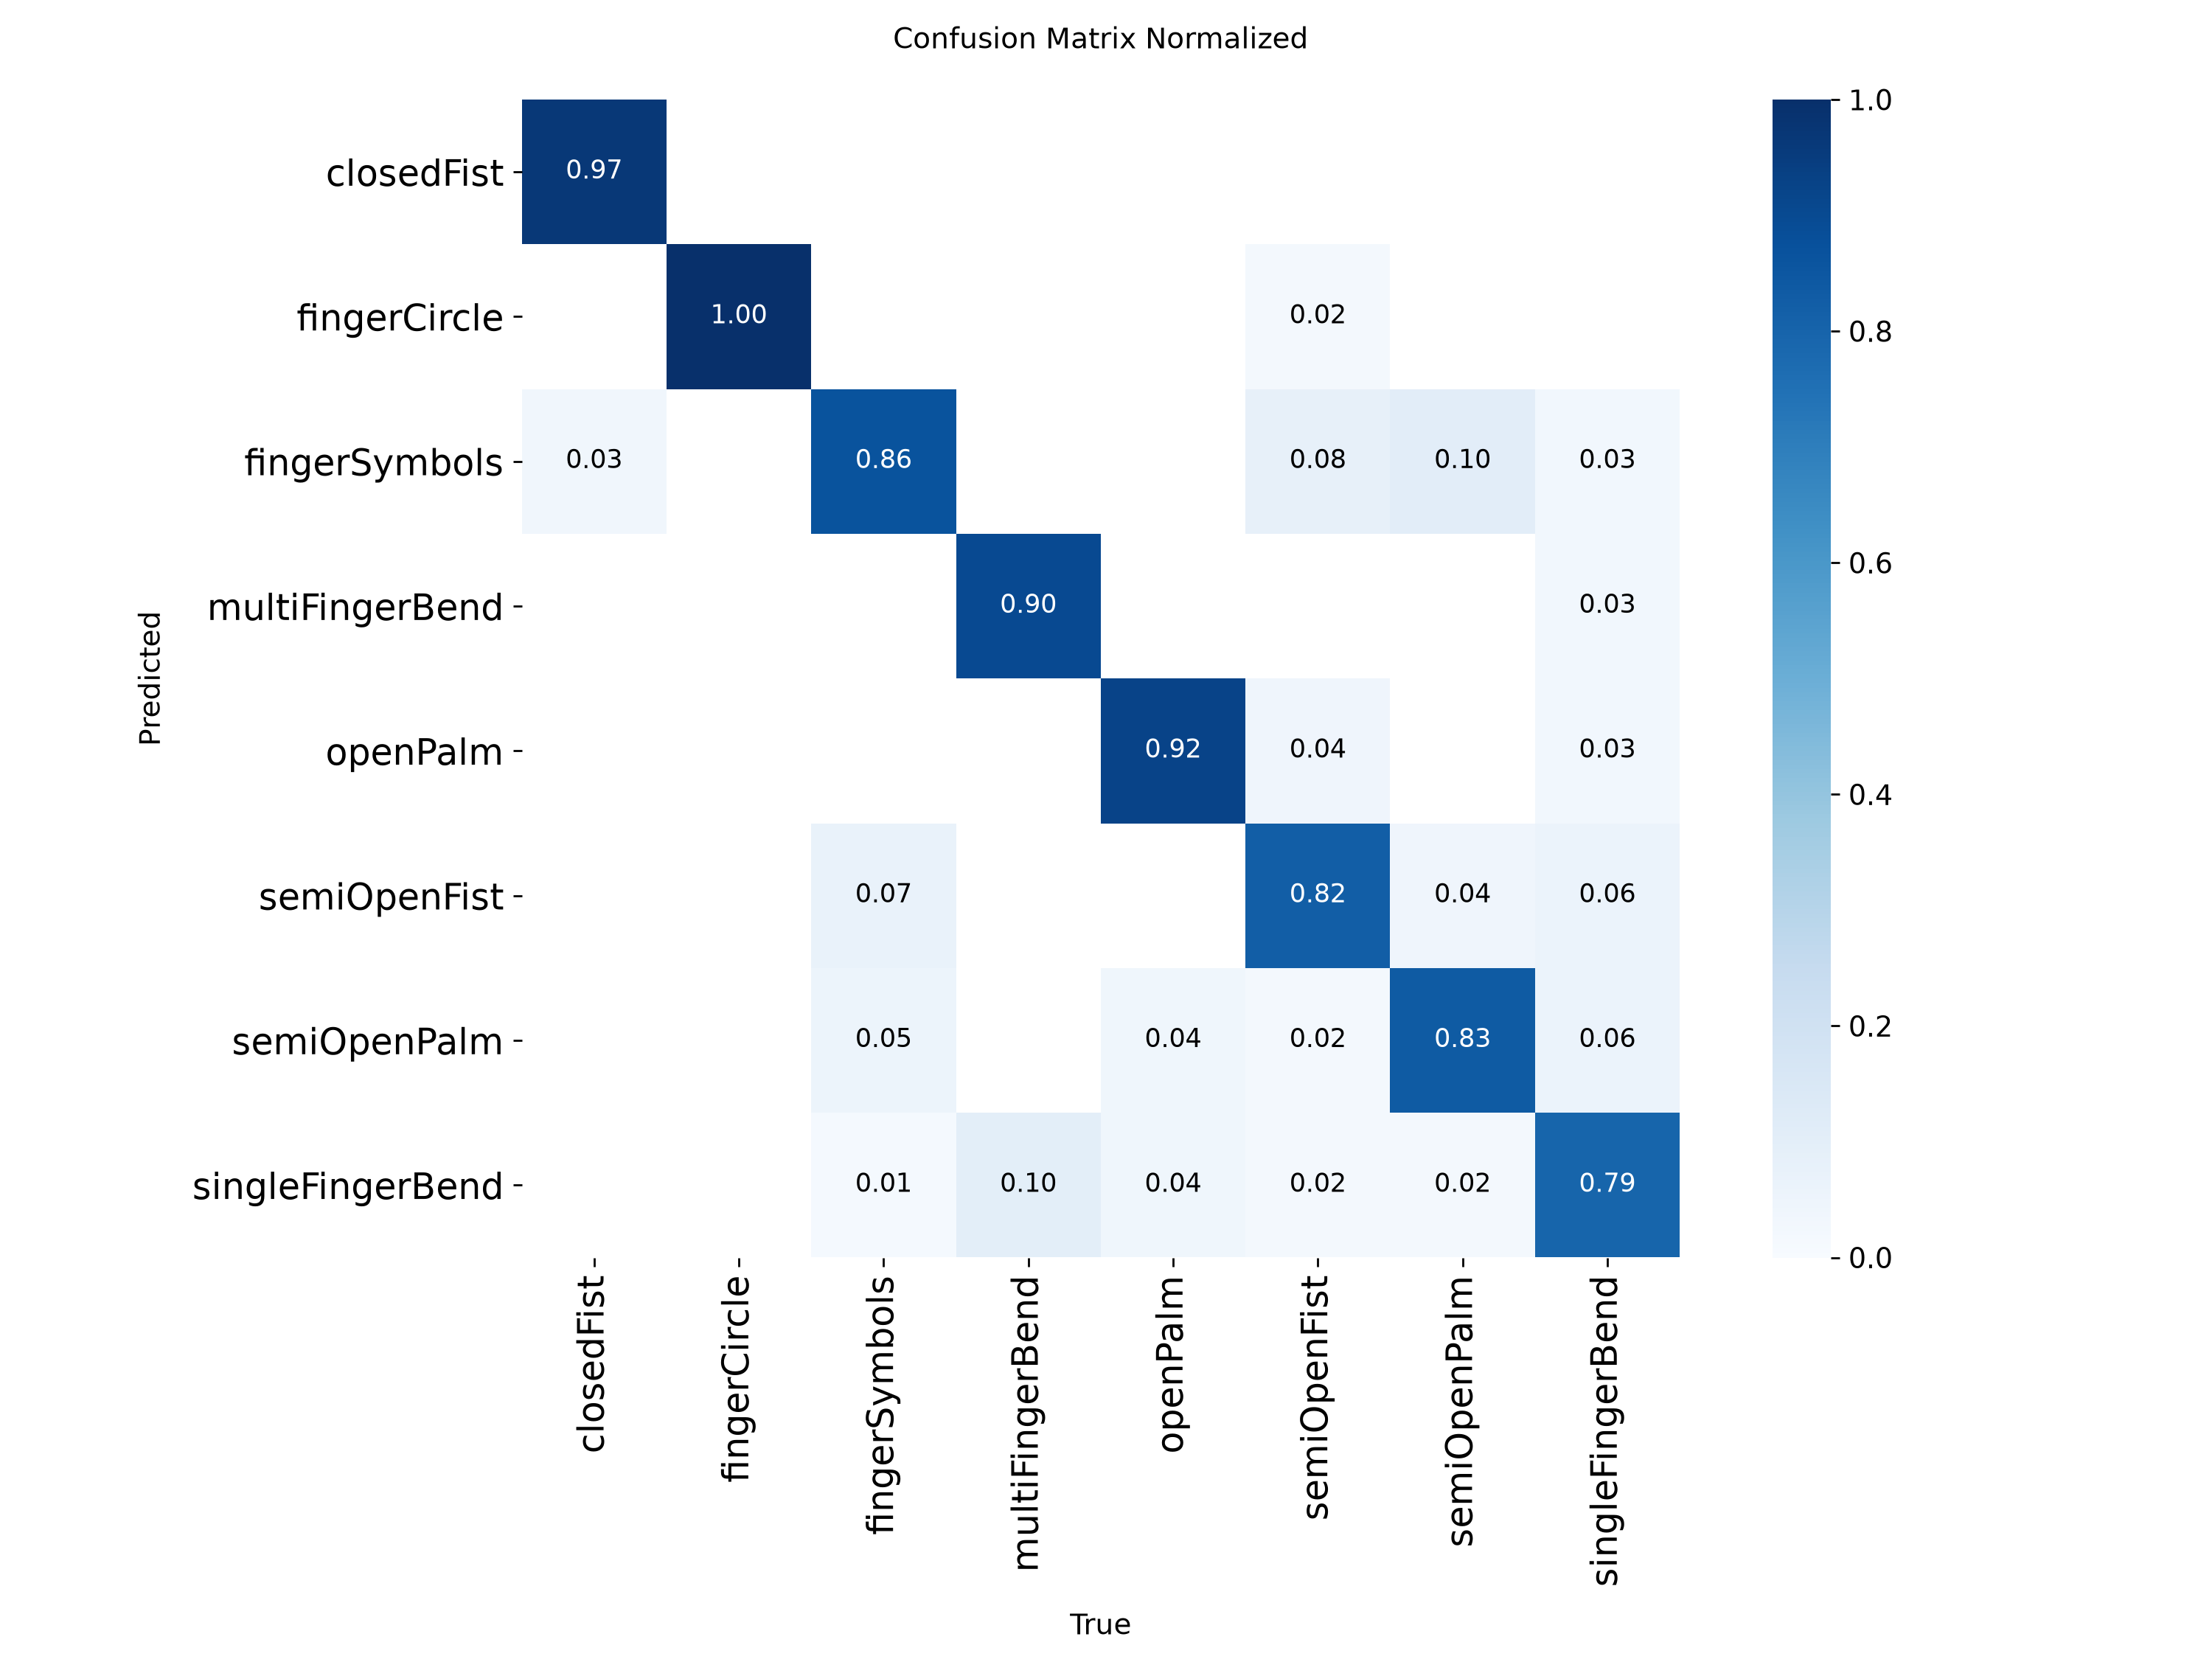 Confusion Matrix Normalized
closedFist
0.97
fingerCircle
1.00
0.02
fingerSymbols
0.03
0.86
0.08
0.10
0.03
multiFingerBend
0.90
0.03
openPalm
0.92
0.04
0.03
semiOpenFist
0.07
0.82
0.04
0.06
semiOpenPalm
0.05
0.04
0.02
0.83
0.06
singleFingerBend
0.01
0.10
0.04
0.02
0.02
0.79
Predicted
closedFist
fingerCircle
fingerSymbols
multiFingerBend
openPalm
semiOpenFist
semiOpenPalm
singleFingerBend
True
1.0
0.8
0.6
0.4
0.2
0.0